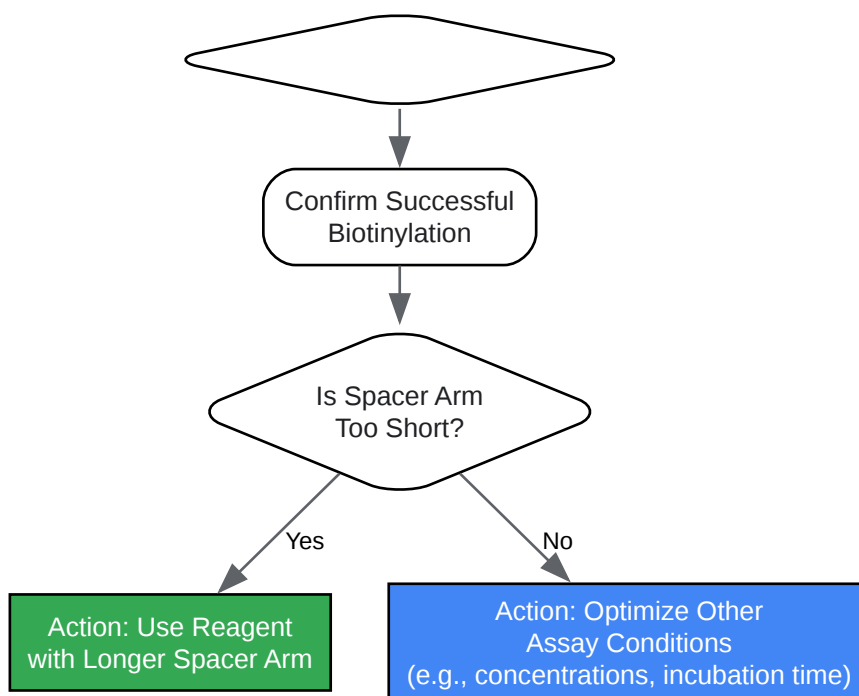 Confirm Successful
Biotinylation
Is Spacer Arm
Too Short?
Yes
No
Action: Use Reagent
with Longer Spacer Arm
Action: Optimize Other
Assay Conditions
(e.g., concentrations, incubation time)